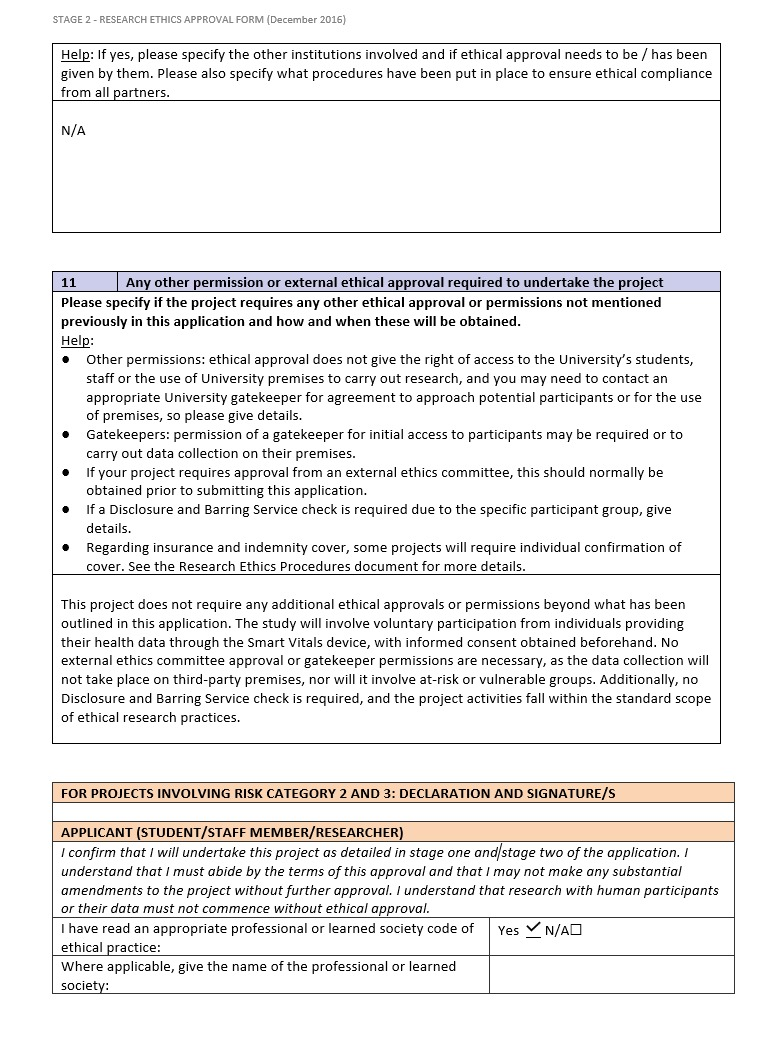 STAGE 2 - RESEARCH ETHICS APPROVAL FORM (December 2016)
Help: If yes, please specify the other institutions involved and if ethical approval needs to be / has been
given by them. Please also specify what procedures have been put in place to ensure ethical compliance
from all partners.
N/A
11 Any other permission or external ethical approval required to undertake the project
Please specify if the project requires any other ethical approval or permissions not mentioned
previously in this application and how and when these will be obtained.
Help:
● Other permissions: ethical approval does not give the right of access to the University’s students,
staff or the use of University premises to carry out research, and you may need to contact an
appropriate University gatekeeper for agreement to approach potential participants or for the use
of premises, so please give details.
● Gatekeepers: permission of a gatekeeper for initial access to participants may be required or to
carry out data collection on their premises.
● If your project requires approval from an external ethics committee, this should normally be
obtained prior to submitting this application.
● If a Disclosure and Barring Service check is required due to the specific participant group, give
details.
● Regarding insurance and indemnity cover, some projects will require individual confirmation of
cover. See the Research Ethics Procedures document for more details.
This project does not require any additional ethical approvals or permissions beyond what has been
outlined in this application. The study will involve voluntary participation from individuals providing
their health data through the Smart Vitals device, with informed consent obtained beforehand. No
external ethics committee approval or gatekeeper permissions are necessary, as the data collection will
not take place on third-party premises, nor will it involve at-risk or vulnerable groups. Additionally, no
Disclosure and Barring Service check is required, and the project activities fall within the standard scope
of ethical research practices.
FOR PROJECTS INVOLVING RISK CATEGORY 2 AND 3: DECLARATION AND SIGNATURE/S
APPLICANT (STUDENT/STAFF MEMBER/RESEARCHER)
I confirm that I will undertake this project as detailed in stage one and stage two of the application. I
understand that I must abide by the terms of this approval and that I may not make any substantial
amendments to the project without further approval. I understand that research with human participants
or their data must not commence without ethical approval.
I have read an appropriate professional or learned society code of
ethical practice:
Yes ✓ N/A☐
Where applicable, give the name of the professional or learned
society: